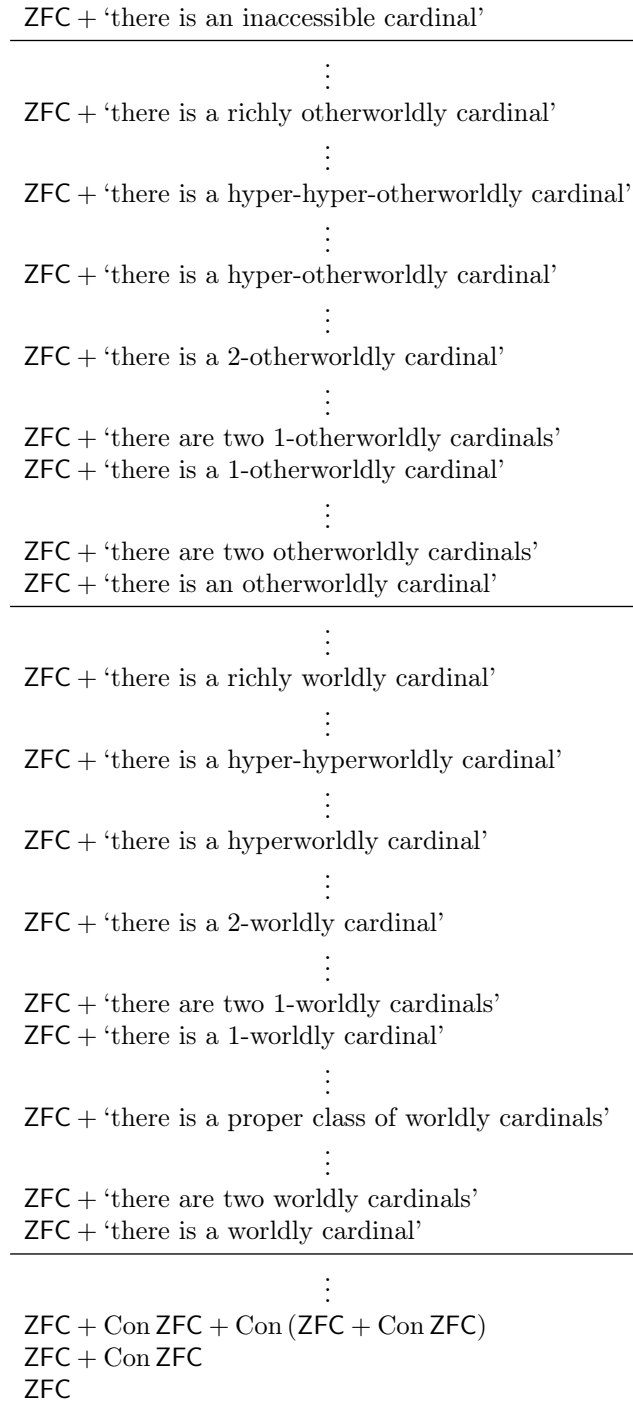 ZFC + ‘there is an inaccessible cardinal’
⋮
ZFC + ‘there is a richly otherworldly cardinal’
⋮
ZFC + ‘there is a hyper-hyper-otherworldly cardinal’
⋮
ZFC + ‘there is a hyper-otherworldly cardinal’
⋮
ZFC + ‘there is a 2-otherworldly cardinal’
⋮
ZFC + ‘there are two 1-otherworldly cardinals’
ZFC + ‘there is a 1-otherworldly cardinal’
⋮
ZFC + ‘there are two otherworldly cardinals’
ZFC + ‘there is an otherworldly cardinal’
⋮
ZFC + ‘there is a richly worldly cardinal’
⋮
ZFC + ‘there is a hyper-hyperworldly cardinal’
⋮
ZFC + ‘there is a hyperworldly cardinal’
⋮
ZFC + ‘there is a 2-worldly cardinal’
⋮
ZFC + ‘there are two 1-worldly cardinals’
ZFC + ‘there is a 1-worldly cardinal’
⋮
ZFC + ‘there is a proper class of worldly cardinals’
⋮
ZFC + ‘there are two worldly cardinals’
ZFC + ‘there is a worldly cardinal’
⋮
ZFC + Con ZFC + Con (ZFC + Con ZFC)
ZFC + Con ZFC
ZFC